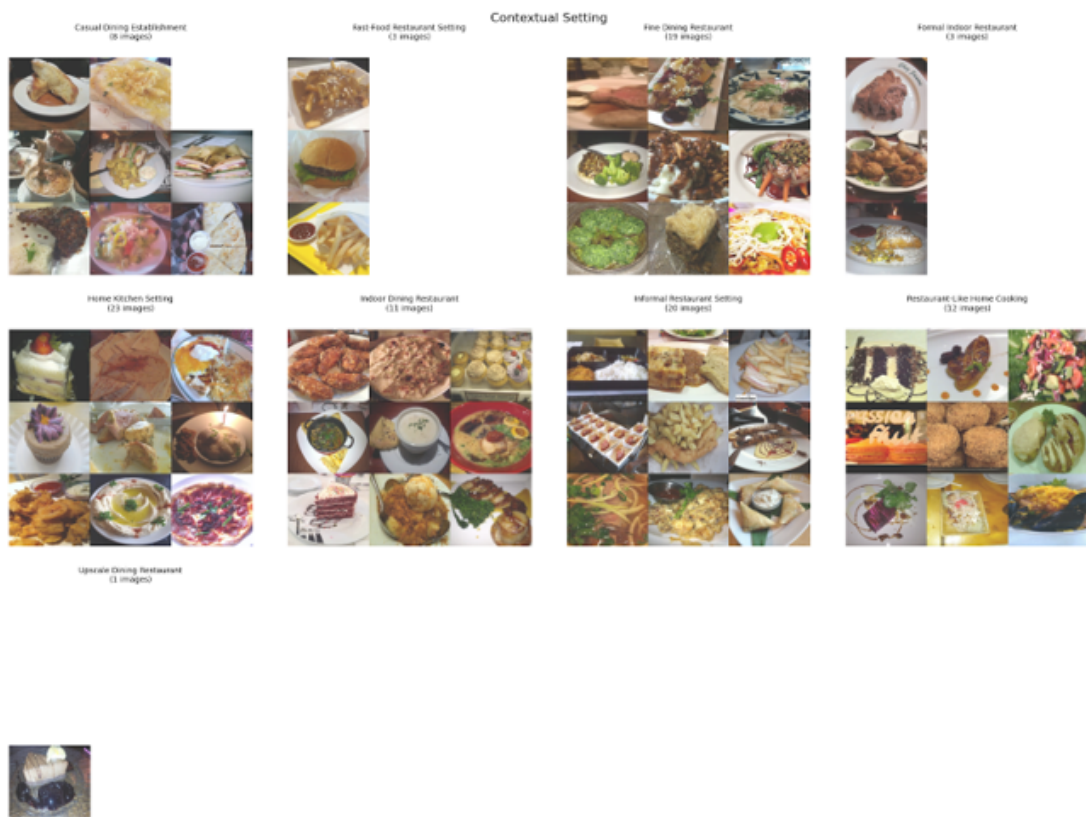 Contextual Setting
Casual Dining Establishment
(8 images)
Fast-Food Restaurant Setting
(3 images)
Fine Dining Restaurant
(19 images)
Formal Indoor Restaurant
(3 images)
Home Kitchen Setting
(23 images)
Indoor Dining Restaurant
(11 images)
Informal Restaurant Setting
(20 images)
Restaurant-Like Home Cooking
(12 images)
Upscale Dining Restaurant
(1 images)